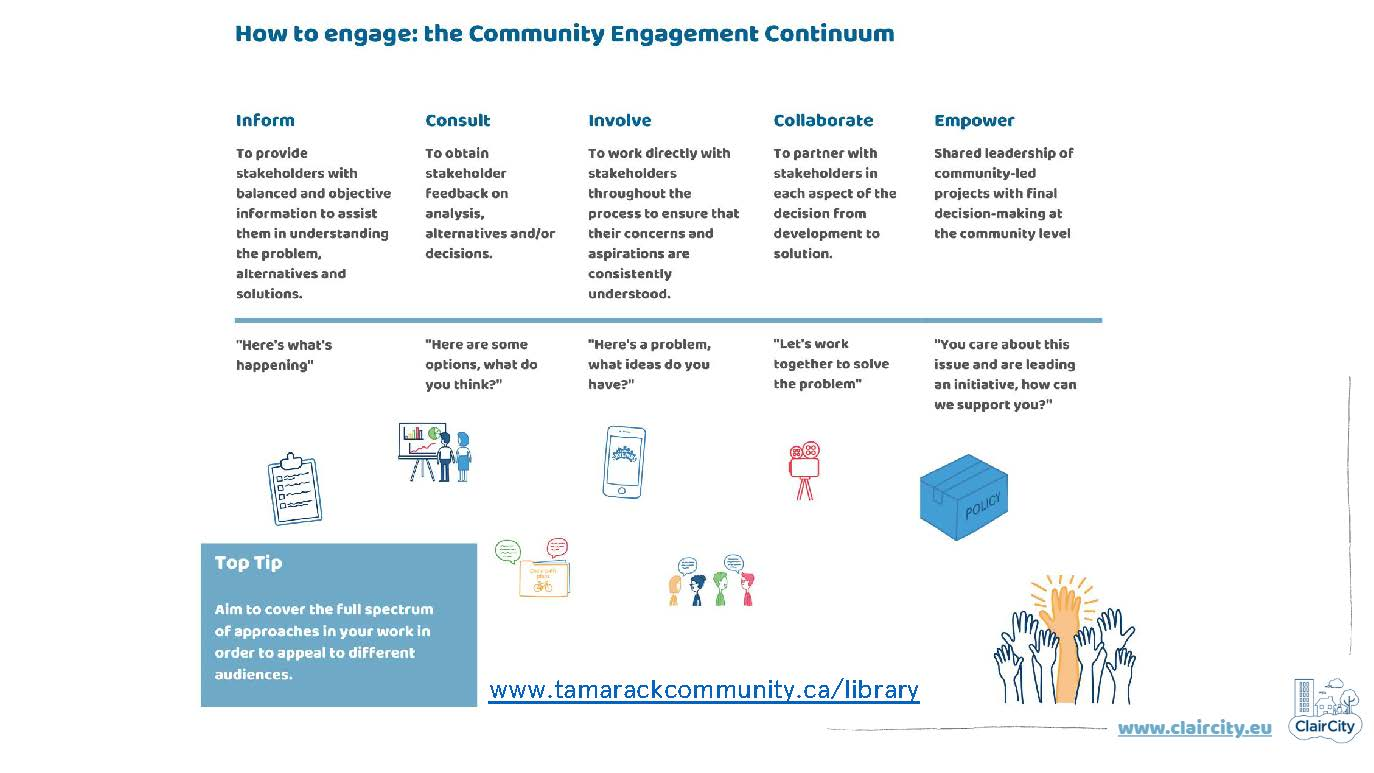 How to engage: the Community Engagement Continuum
Inform
To provide
stakeholders with
balanced and objective
information to assist
them in understanding
the problem,
alternatives and
solutions.
Consult
To obtain
stakeholder
feedback on
analysis,
alternatives and/or
decisions.
Involve
To work directly with
stakeholders
throughout the
process to ensure that
their concerns and
aspirations are
consistently
understood.
Collaborate
To partner with
stakeholders in
each aspect of the
decision from
development to
solution.
Empower
Shared leadership of
community-led
projects with final
decision-making at
the community level
"Here's what's
happening"
"Here are some
options, what do
you think?"
"Here's a problem,
what ideas do you
have?"
"Let's work
together to solve
the problem"
"You care about this
issue and are leading
an initiative, how can
we support you?"
POLICY
Top Tip
Aim to cover the full spectrum
of approaches in your work in
order to appeal to different
audiences.
www.tamarackcommunity.ca/library
www.claircity.eu
ClairCity